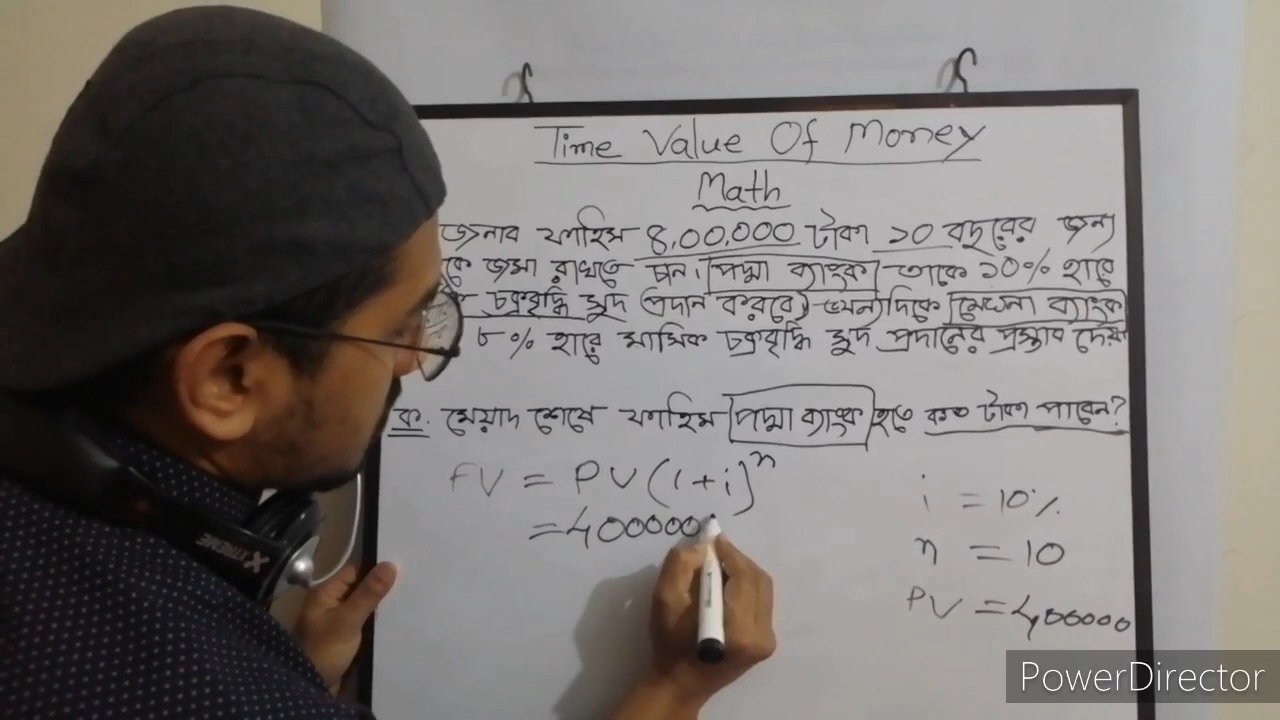 Time Value Of Money
Math
জনাব ফাহিম ৪,০০,০০০ টাকা ১০ বছরের জন্য
জমা রাখতে চান। পদ্মা ব্যাংক তাকে ১০% হারে
চক্রবৃদ্ধি সুদ প্রদান করবে। অন্যদিকে মেঘনা ব্যাংক
৮% হারে মাসিক চক্রবৃদ্ধি সুদ প্রদানের প্রস্তাব দেয়।
ক. মেয়াদ শেষে ফাহিম পদ্মা ব্যাংক হতে কত টাকা পাবেন?
FV = PV(1+i)^n
=400000
i = 10%
n = 10
PV = 400000
XTREME
PowerDirector